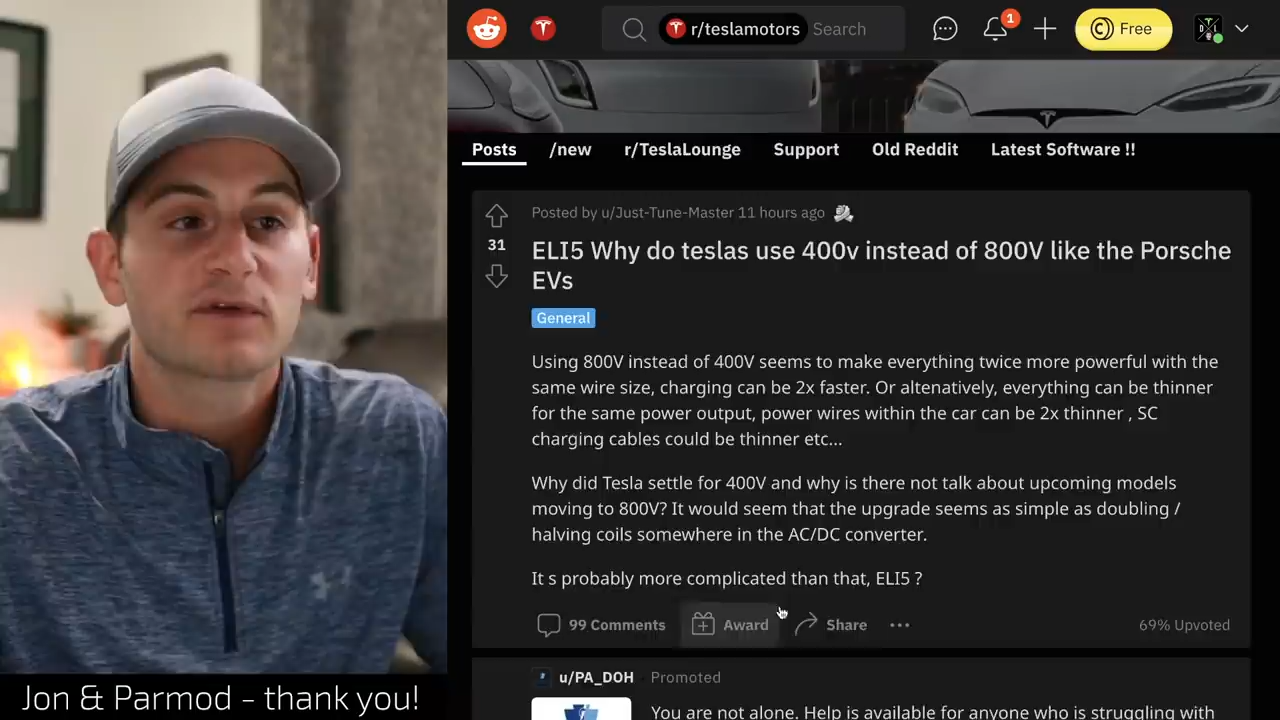 r/teslamotors Search
1
Free
Posts /new r/TeslaLounge Support Old Reddit Latest Software !!
Posted by u/Just-Tune-Master 11 hours ago
31
ELI5 Why do teslas use 400v instead of 800V like the Porsche
EVs
General
Using 800V instead of 400V seems to make everything twice more powerful with the
same wire size, charging can be 2x faster. Or altenatively, everything can be thinner
for the same power output, power wires within the car can be 2x thinner , SC
charging cables could be thinner etc...
Why did Tesla settle for 400V and why is there not talk about upcoming models
moving to 800V? It would seem that the upgrade seems as simple as doubling /
halving coils somewhere in the AC/DC converter.
It s probably more complicated than that, ELI5 ?
99 Comments Award Share ... 69% Upvoted
u/PA_DOH Promoted
You are not alone. Help is available for anyone who is struggling with
Jon & Parmod - thank you!